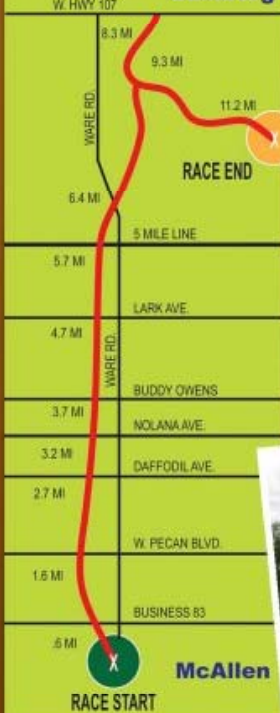 W. HWY 107
8.3 MI
9.3 MI
WARE RD.
11.2 MI
X
RACE END
6.4 MI
5 MILE LINE
5.7 MI
LARK AVE.
4.7 MI
WARE RD.
BUDDY OWENS
3.7 MI
NOLANA AVE.
3.2 MI
DAFFODIL AVE.
2.7 MI
W. PECAN BLVD.
1.6 MI
BUSINESS 83
.6 MI
X
McAllen
RACE START